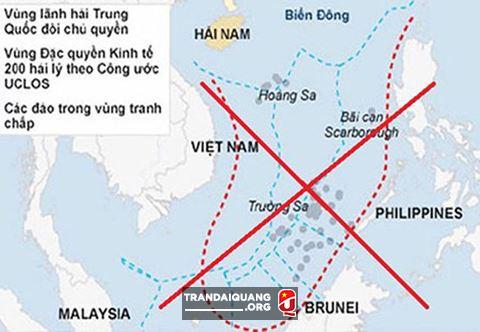 Vùng lãnh hải Trung
Quốc đòi chủ quyền
Vùng Đặc quyền Kinh tế
200 hải lý theo Công ước
UCLOS
Các đảo trong vùng tranh
chấp
HẢI NAM
Biển Đông
Hoàng Sa
Bãi cạn
Scarborough
VIỆT NAM
Trường Sa
PHILIPPINES
MALAYSIA
BRUNEI
TRANDAIQUANG
.ORG